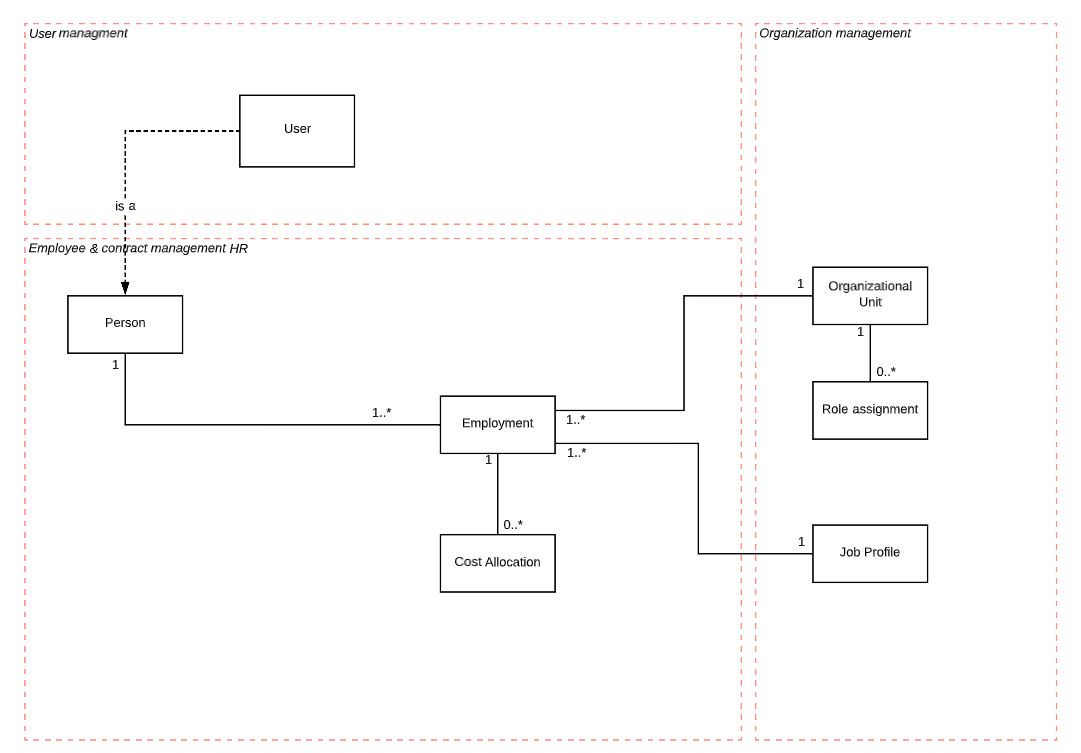 User managment
Organization management
User
is a
Employee & contract management HR
Person
1
1..*
Employment
1..*
1..*
1
0..*
Cost Allocation
1
Organizational
Unit
1
0..*
Role assignment
1
Job Profile